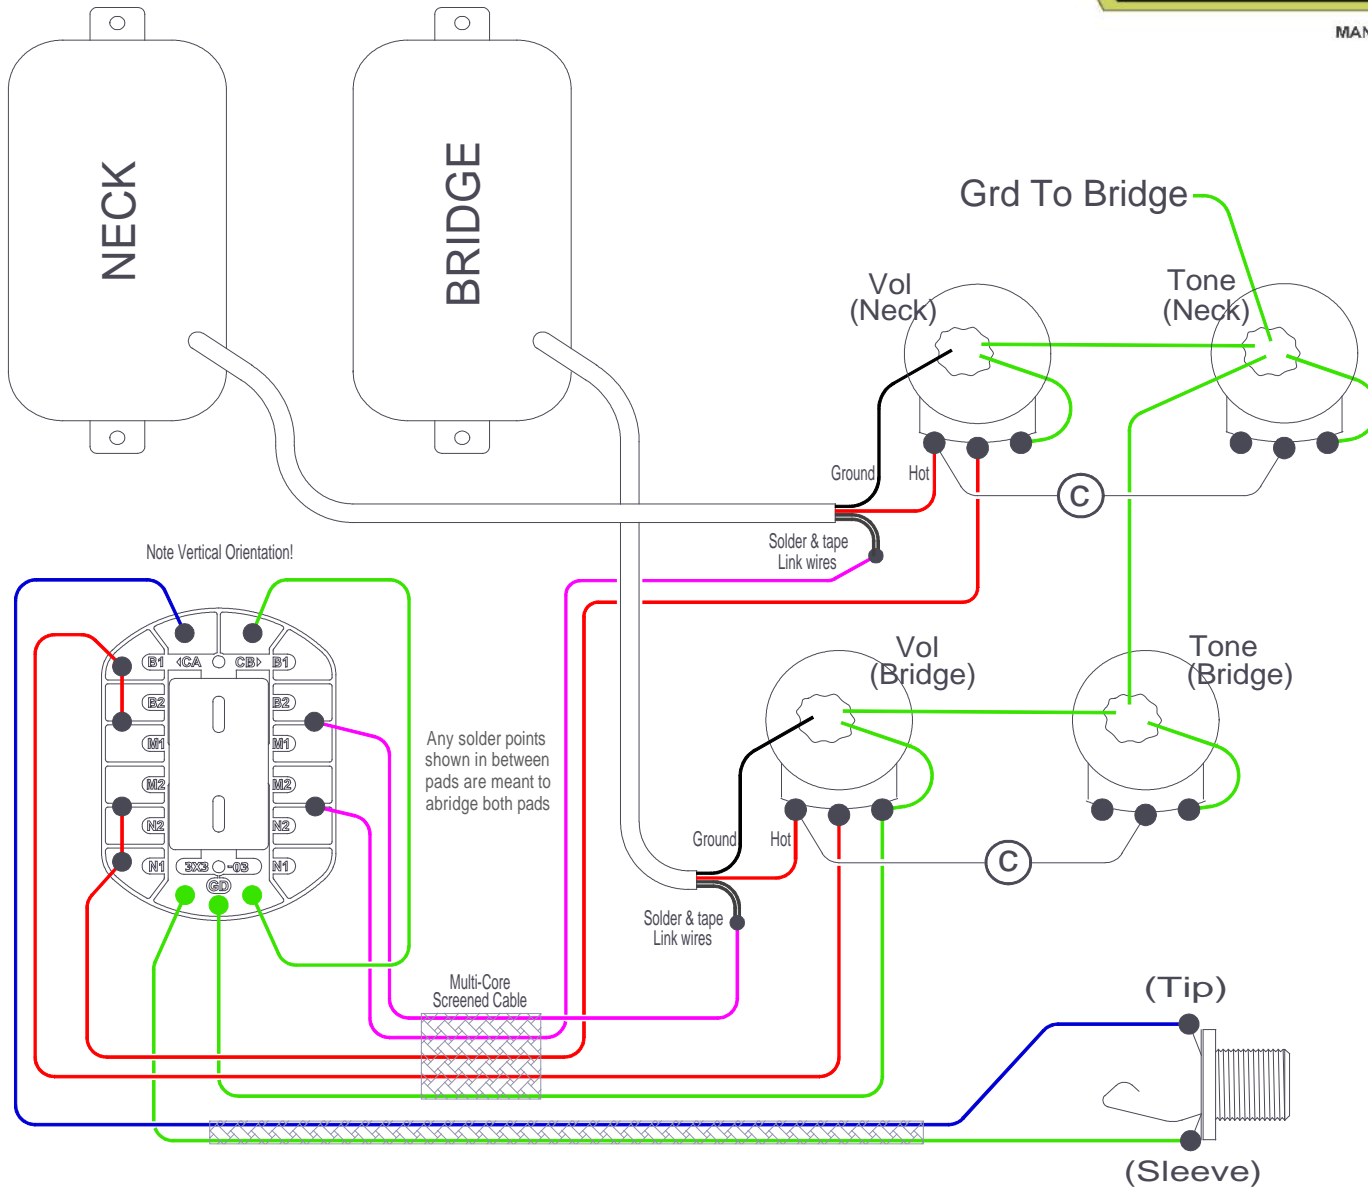 MAN
NECK
BRIDGE
Grd To Bridge
Vol
(Neck)
Tone
(Neck)
Ground
Hot
C
Solder & tape
Link wires
Note Vertical Orientation!
B1
CA
CB
B1
B2
B2
M1
M1
M2
M2
N2
N2
N1
3X3
-03
N1
GD
Any solder points
shown in between
pads are meant to
abridge both pads
Vol
(Bridge)
Tone
(Bridge)
Ground
Hot
C
Solder & tape
Link wires
Multi-Core
Screened Cable
(Tip)
(Sleeve)